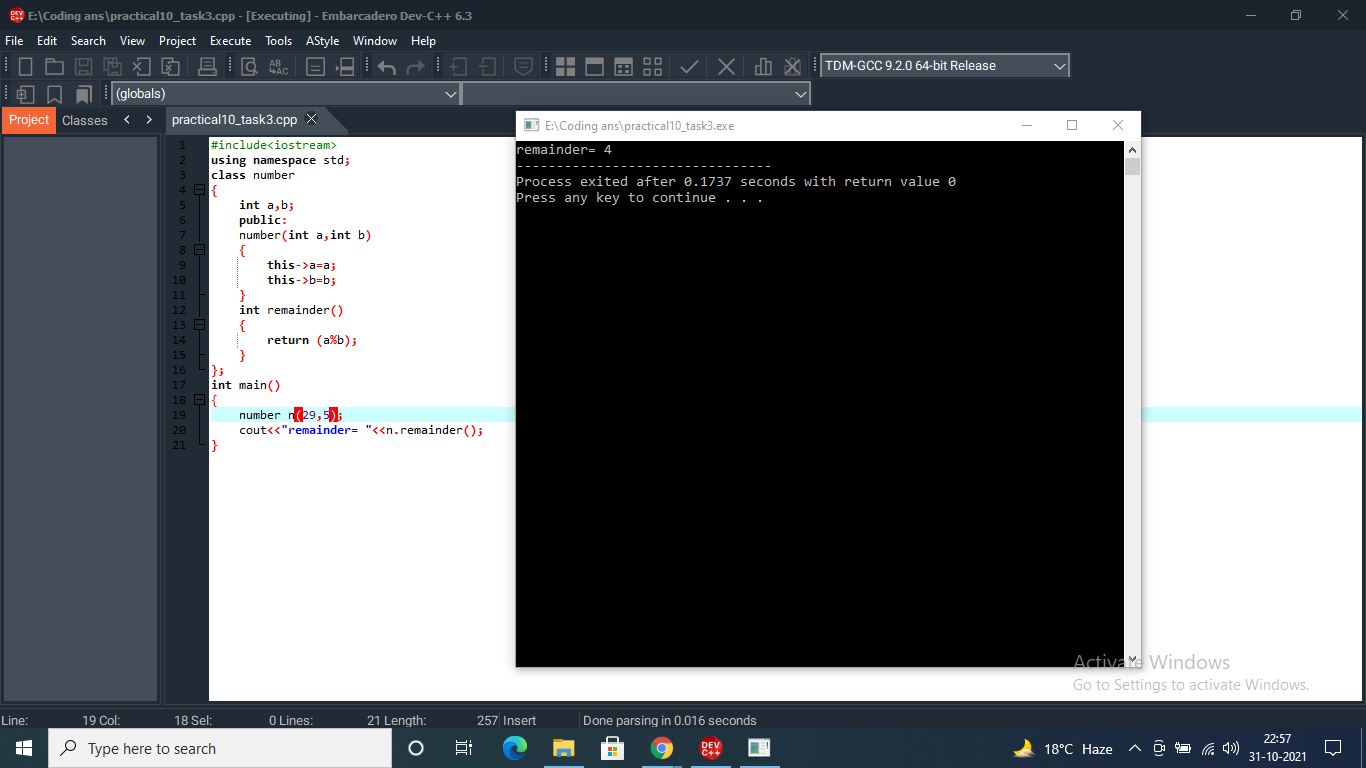 E:\Coding ans\practical10_task3.cpp - [Executing] - Embarcadero Dev-C++ 6.3
File Edit Search View Project Execute Tools AStyle Window Help
TDM-GCC 9.2.0 64-bit Release
(globals)
Project Classes
practical10_task3.cpp
1 #include<iostream>
2 using namespace std;
3 class number
4 {
5 int a,b;
6 public:
7 number(int a,int b)
8 {
9 this->a=a;
10 this->b=b;
11 }
12 int remainder()
13 {
14 return (a%b);
15 }
16 };
17 int main()
18 {
19 number n(29,5);
20 cout<<"remainder= "<<n.remainder();
21 }
E:\Coding ans\practical10_task3.exe
remainder= 4
--------------------------------
Process exited after 0.1737 seconds with return value 0
Press any key to continue . . .
Activate Windows
Go to Settings to activate Windows.
Line: 19 Col: 18 Sel: 0 Lines: 21 Length: 257 Insert Done parsing in 0.016 seconds
Type here to search
DEV C++
18°C Haze
22:57
31-10-2021